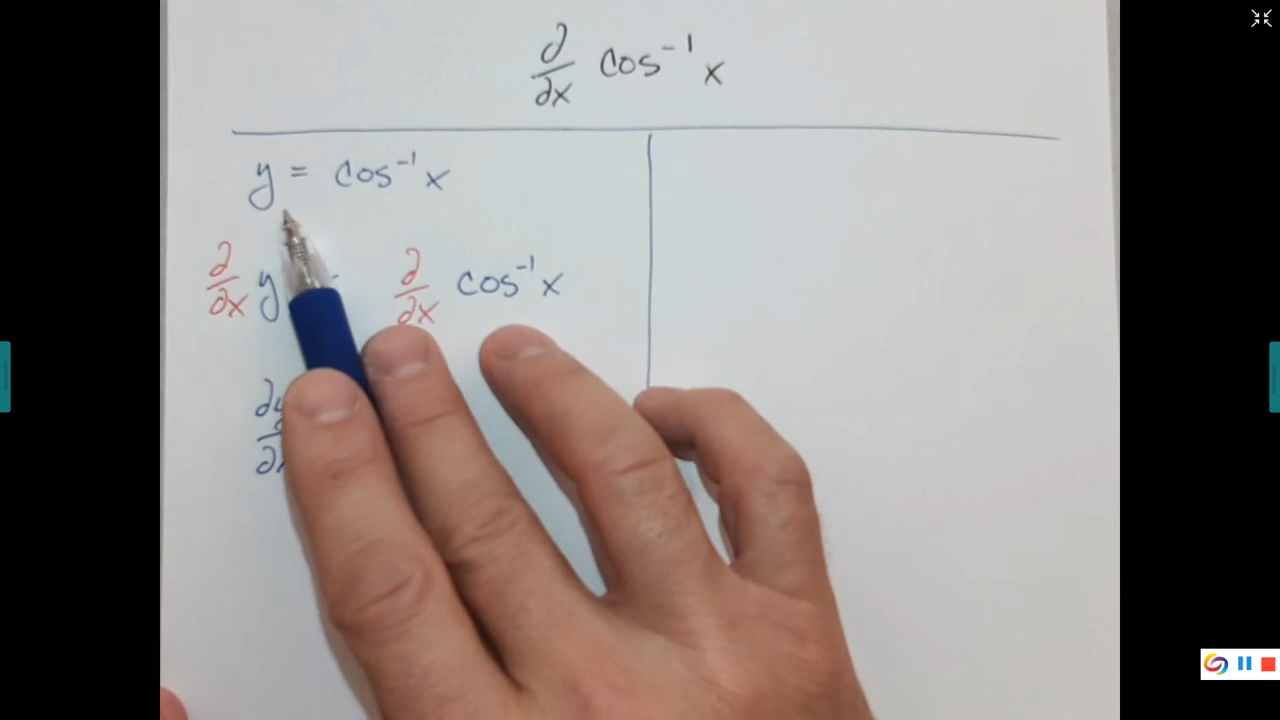 ∂/∂x cos⁻¹ x
y = cos⁻¹ x
∂/∂x y = ∂/∂x cos⁻¹ x